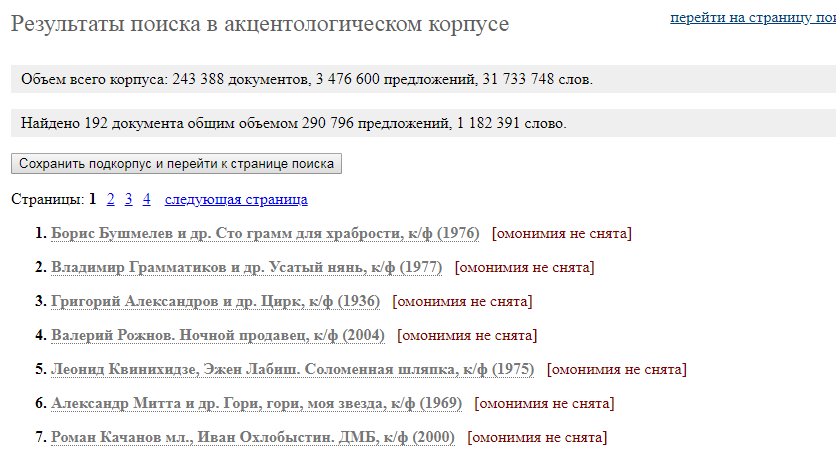 Результаты поиска в акцентологическом корпусе
перейти на страницу пои
Объем всего корпуса: 243 388 документов, 3 476 600 предложений, 31 733 748 слов.
Найдено 192 документа общим объемом 290 796 предложений, 1 182 391 слово.
Сохранить подкорпус и перейти к странице поиска
Страницы: 1 2 3 4 следующая страница
1. Борис Бушмелев и др. Сто грамм для храбрости, к/ф (1976) [омонимия не снята]
2. Владимир Грамматиков и др. Усатый нянь, к/ф (1977) [омонимия не снята]
3. Григорий Александров и др. Цирк, к/ф (1936) [омонимия не снята]
4. Валерий Рожнов. Ночной продавец, к/ф (2004) [омонимия не снята]
5. Леонид Квинихидзе, Эжен Лабиш. Соломенная шляпка, к/ф (1975) [омонимия не снята]
6. Александр Митта и др. Гори, гори, моя звезда, к/ф (1969) [омонимия не снята]
7. Роман Качанов мл., Иван Охлобыстин. ДМБ, к/ф (2000) [омонимия не снята]